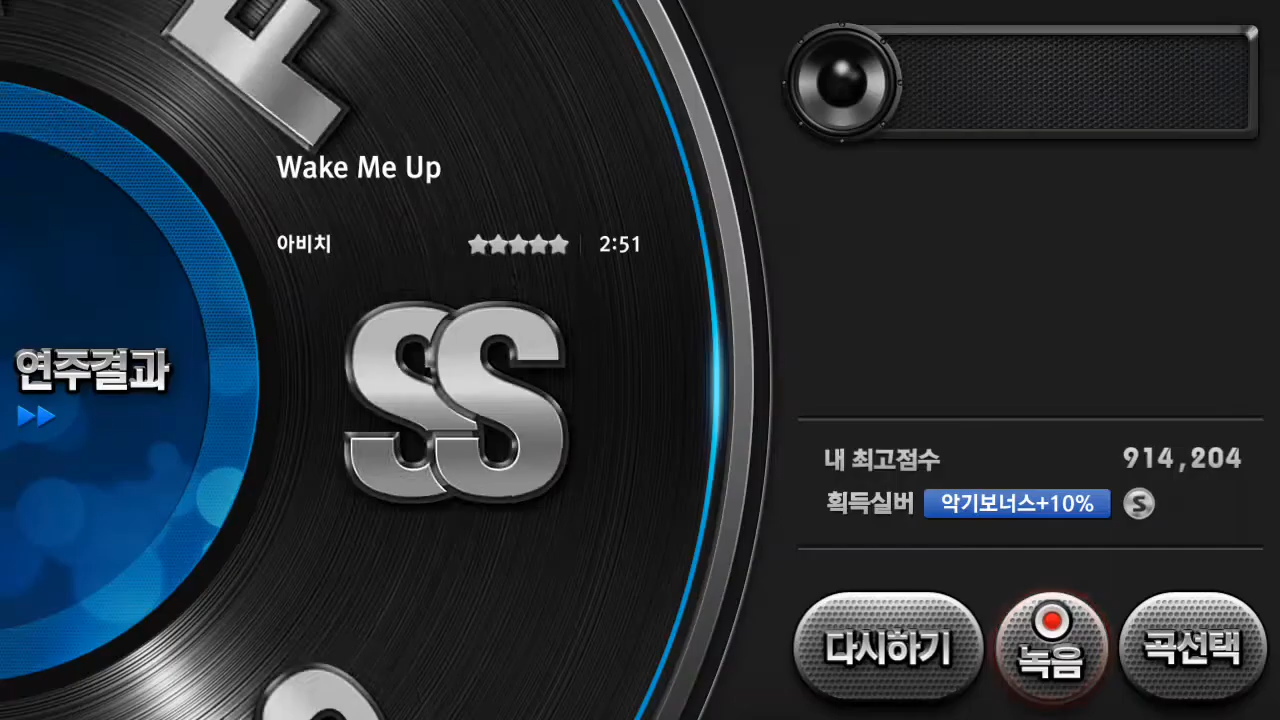 F
Wake Me Up
아비치 2:51
SS
연주결과
내 최고점수 914,204
획득실버 악기보너스+10% S
다시하기 녹음 곡선택